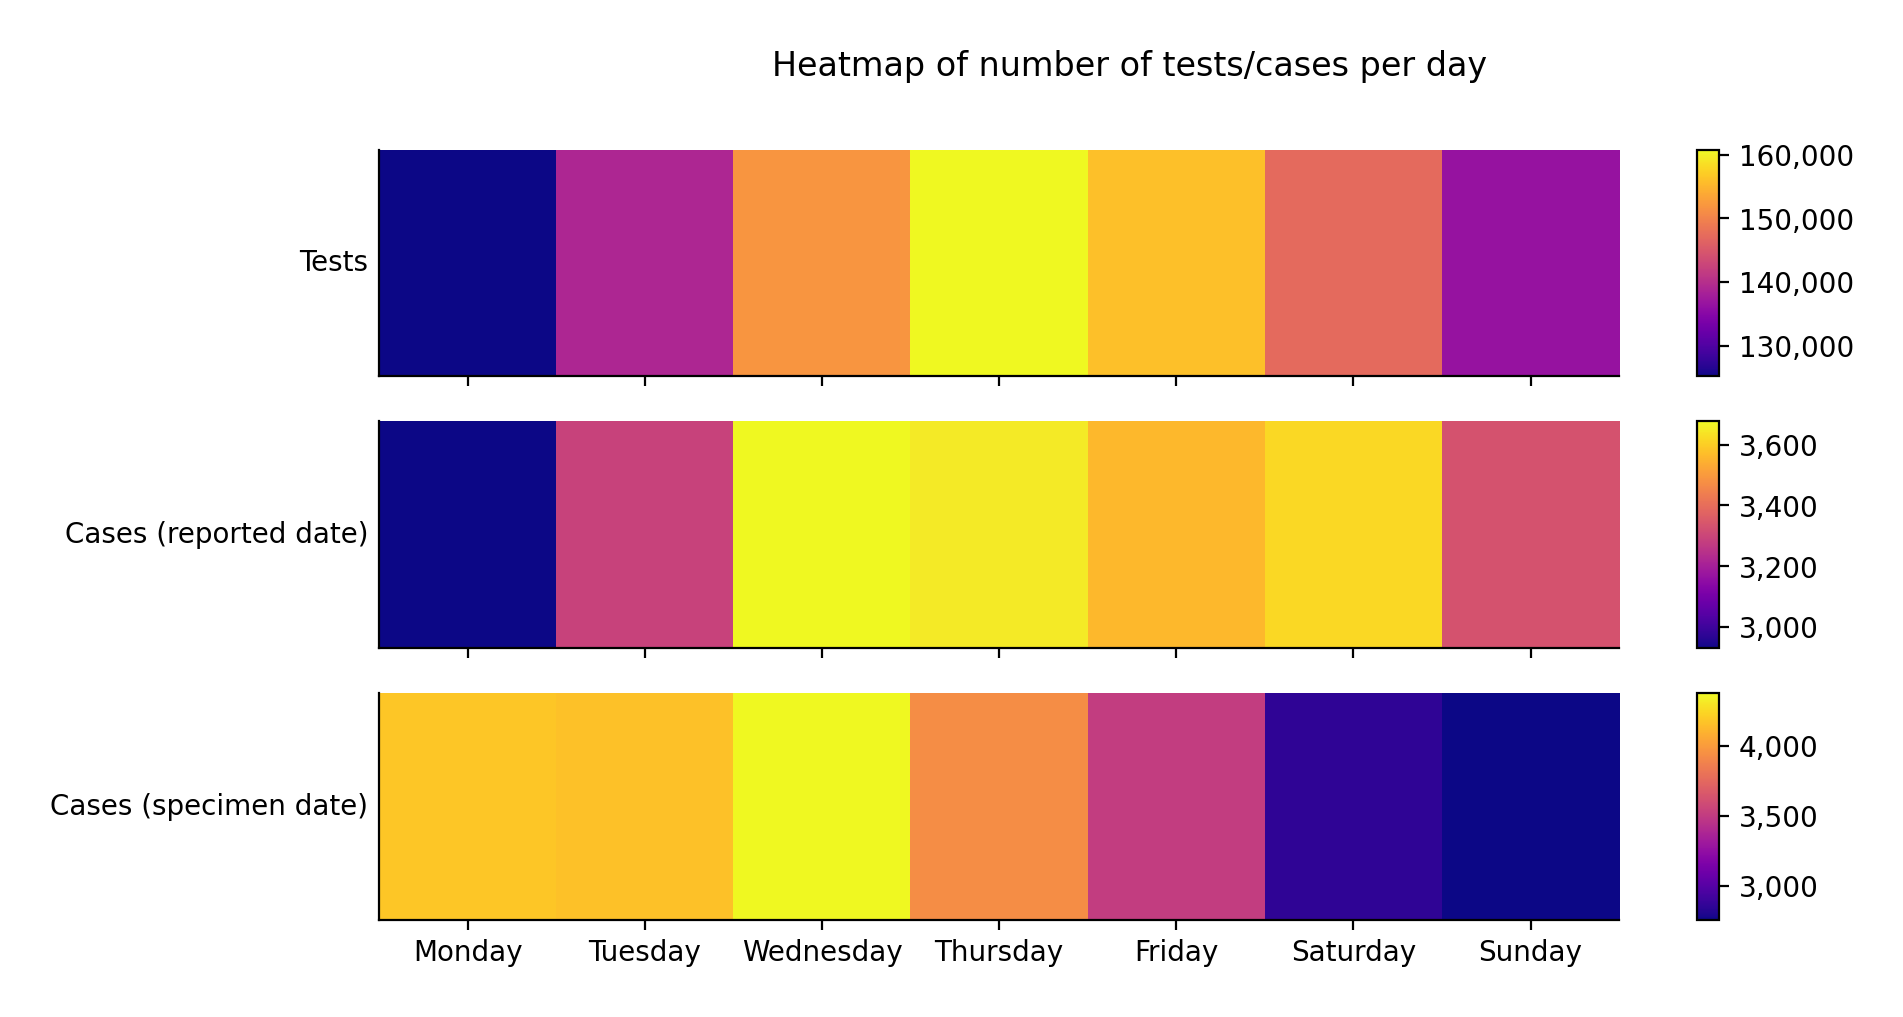 Heatmap of number of tests/cases per day
Tests
160,000
150,000
140,000
130,000
Cases (reported date)
3,600
3,400
3,200
3,000
Cases (specimen date)
4,000
3,500
3,000
Monday Tuesday Wednesday Thursday Friday Saturday Sunday